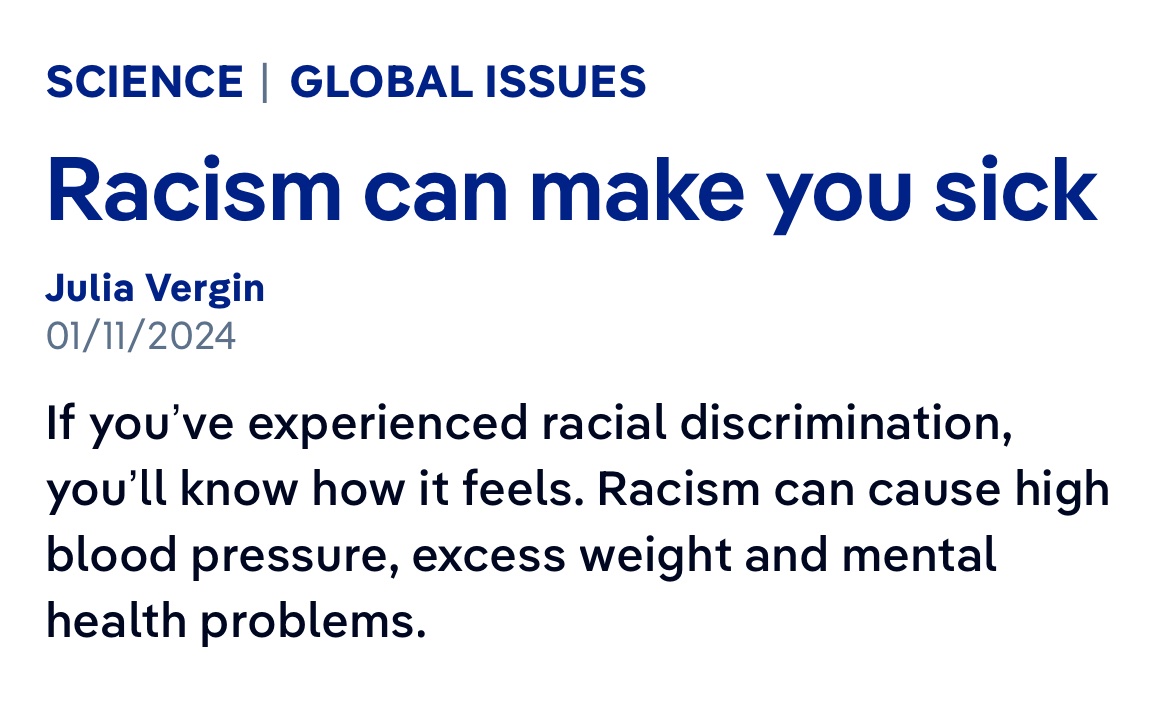 SCIENCE | GLOBAL ISSUES
Racism can make you sick
Julia Vergin
01/11/2024
If you’ve experienced racial discrimination,
you’ll know how it feels. Racism can cause high
blood pressure, excess weight and mental
health problems.